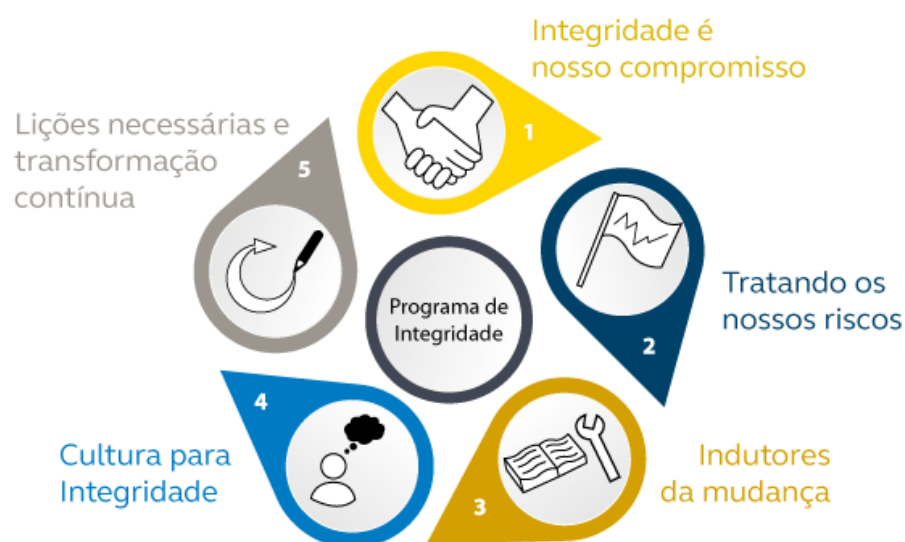 Integridade é
nosso compromisso
1
Tratando os
nossos riscos
2
Indutores
da mudança
3
Cultura para
Integridade
4
Lições necessárias e
transformação
contínua
5
Programa de
Integridade